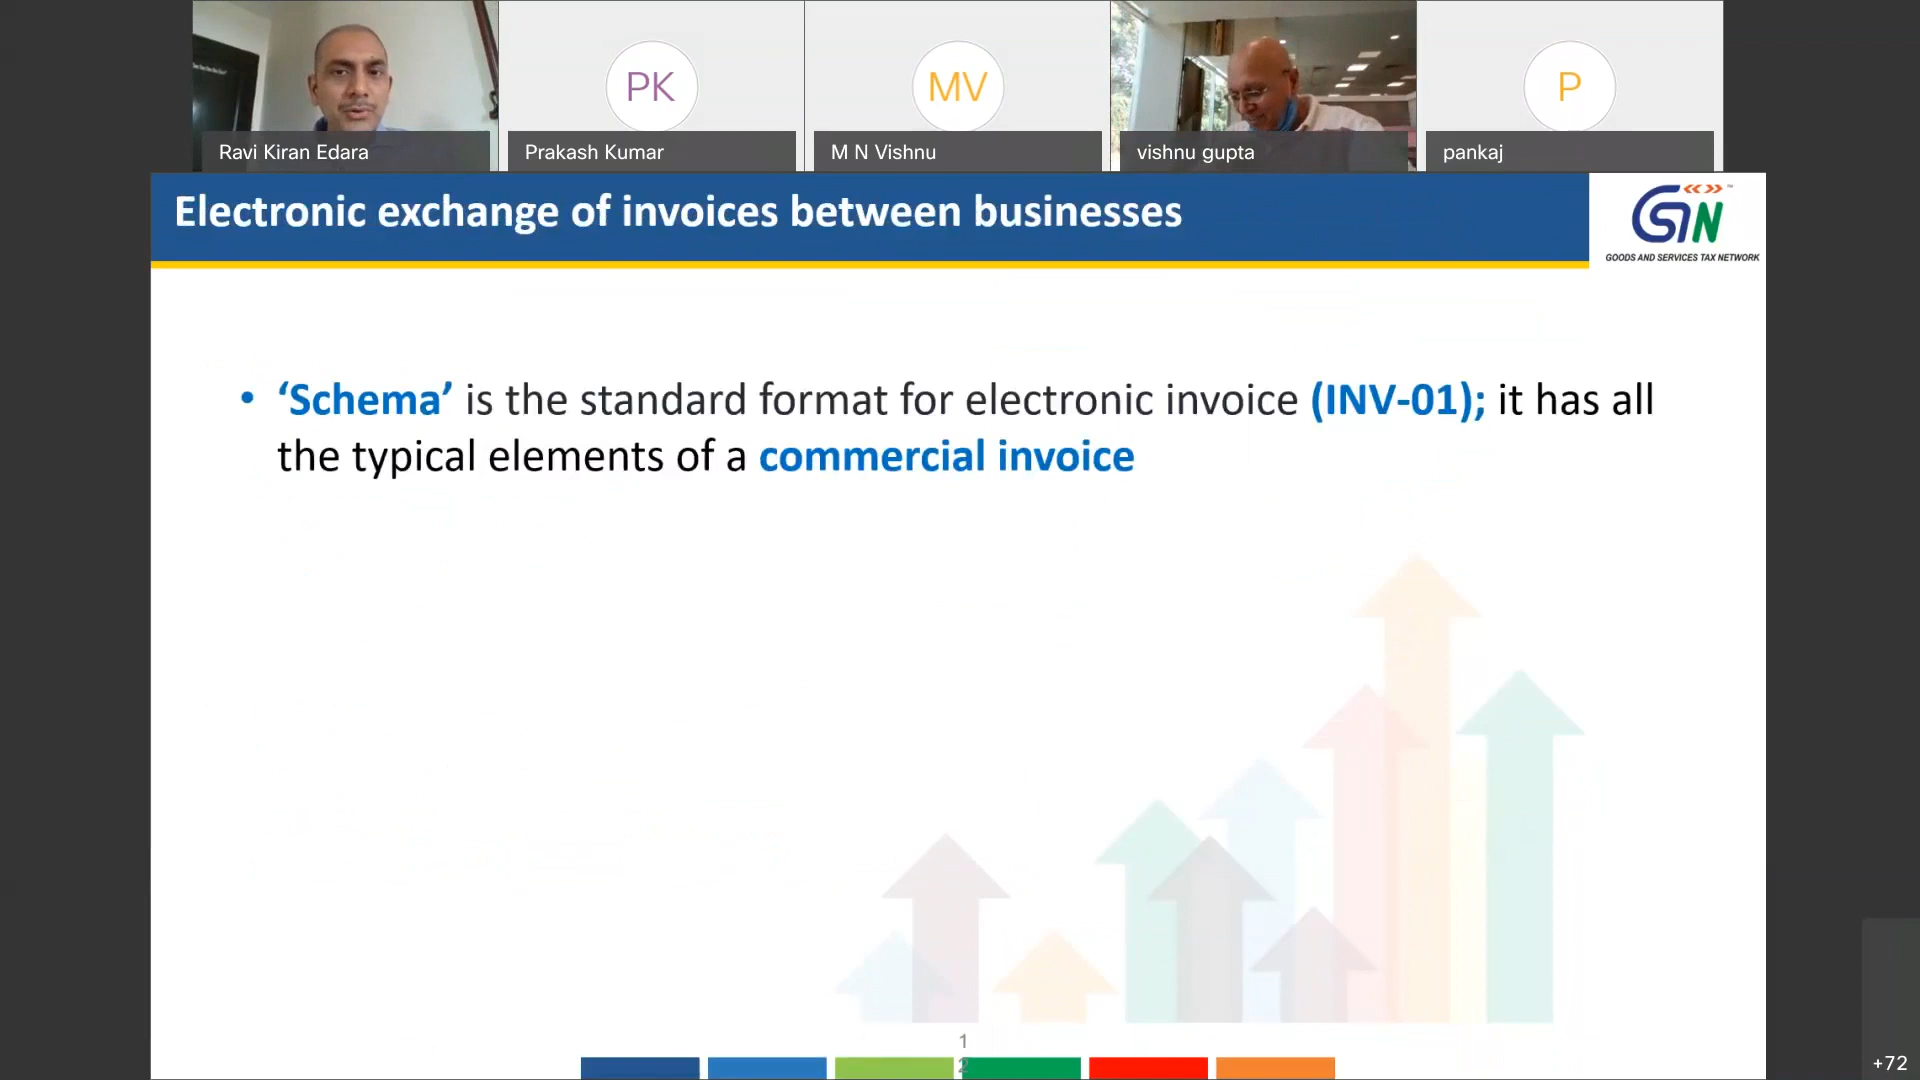 PK
MV
P
Ravi Kiran Edara
Prakash Kumar
M N Vishnu
vishnu gupta
pankaj
Electronic exchange of invoices between businesses
GSTN
GOODS AND SERVICES TAX NETWORK
• ‘Schema’ is the standard format for electronic invoice (INV-01); it has all
the typical elements of a commercial invoice
1
2
+72